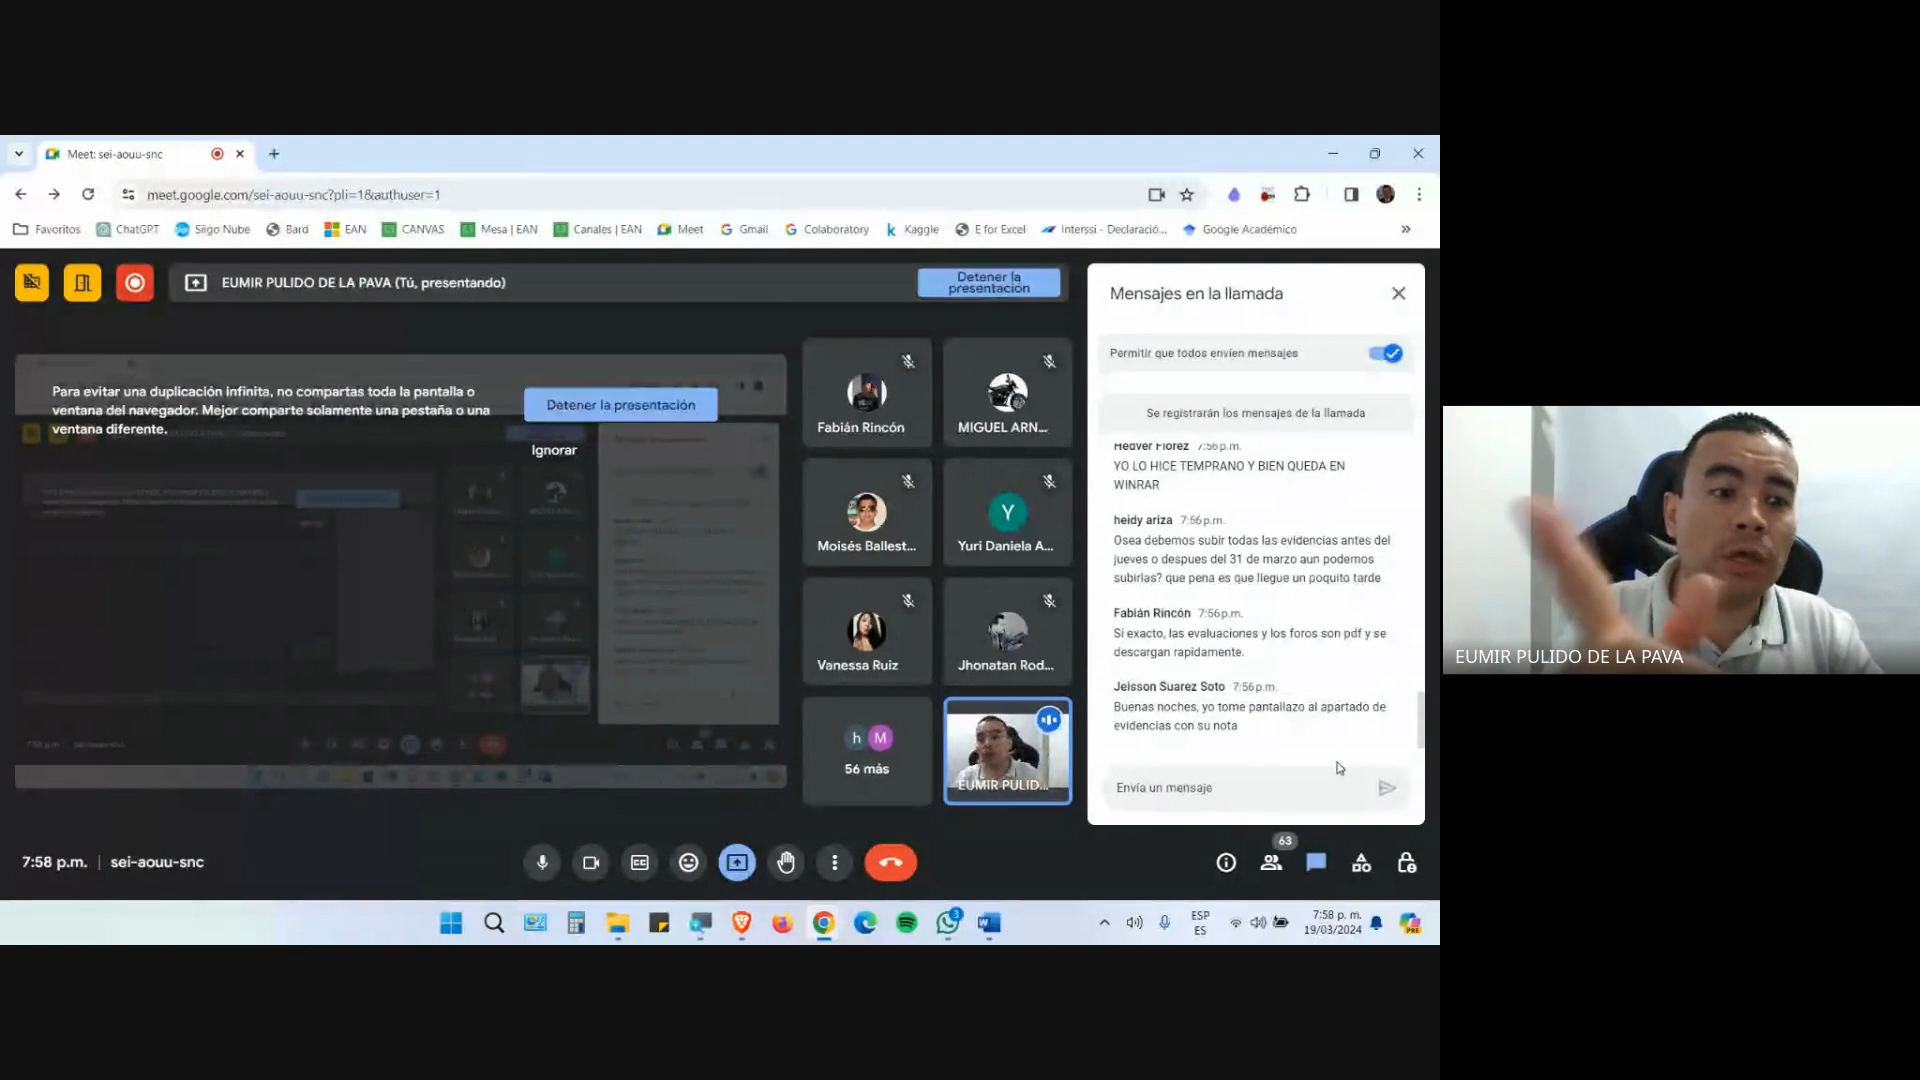 Meet: sei-aouu-snc
meet.google.com/sei-aouu-snc?pli=1&authuser=1
Favoritos ChatGPT Siigo Nube Bard EAN CANVAS Mesa | EAN Canales | EAN Meet Gmail Colaboratory Kaggle E for Excel Interssi - Declaració... Google Académico »
EUMIR PULIDO DE LA PAVA (Tú, presentando)
Detener la
presentación
Para evitar una duplicación infinita, no compartas toda la pantalla o
ventana del navegador. Mejor comparte solamente una pestaña o una
ventana diferente.
Detener la presentación
Ignorar
Fabián Rincón
MIGUEL ARN...
Moisés Ballest...
Y
Yuri Daniela A...
Vanessa Ruiz
Jhonatan Rod...
h M
56 más
EUMIR PULID...
Mensajes en la llamada
Permitir que todos envíen mensajes
Se registrarán los mensajes de la llamada
Hedver Florez 7:56 p.m.
YO LO HICE TEMPRANO Y BIEN QUEDA EN
WINRAR
heidy ariza 7:56 p.m.
Osea debemos subir todas las evidencias antes del
jueves o despues del 31 de marzo aun podemos
subirlas? que pena es que llegue un poquito tarde
Fabián Rincón 7:56 p.m.
Si exacto, las evaluaciones y los foros son pdf y se
descargan rapidamente.
Jeisson Suarez Soto 7:56 p.m.
Buenas noches, yo tome pantallazo al apartado de
evidencias con su nota
Envía un mensaje
7:58 p.m. | sei-aouu-snc
63
3
ESP
ES
7:58 p. m.
19/03/2024
PRE
EUMIR PULIDO DE LA PAVA